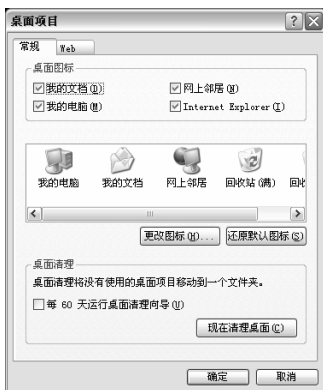 桌面项目
常规 Web
桌面图标
我的文档(D) 网上邻居(N)
我的电脑(M) Internet Explorer(I)
我的电脑 我的文档 网上邻居 回收站(满) 回收
更改图标(H)... 还原默认图标(S)
桌面清理
桌面清理将没有使用的桌面项目移动到一个文件夹。
每 60 天运行桌面清理向导(U)
现在清理桌面(C)
确定 取消